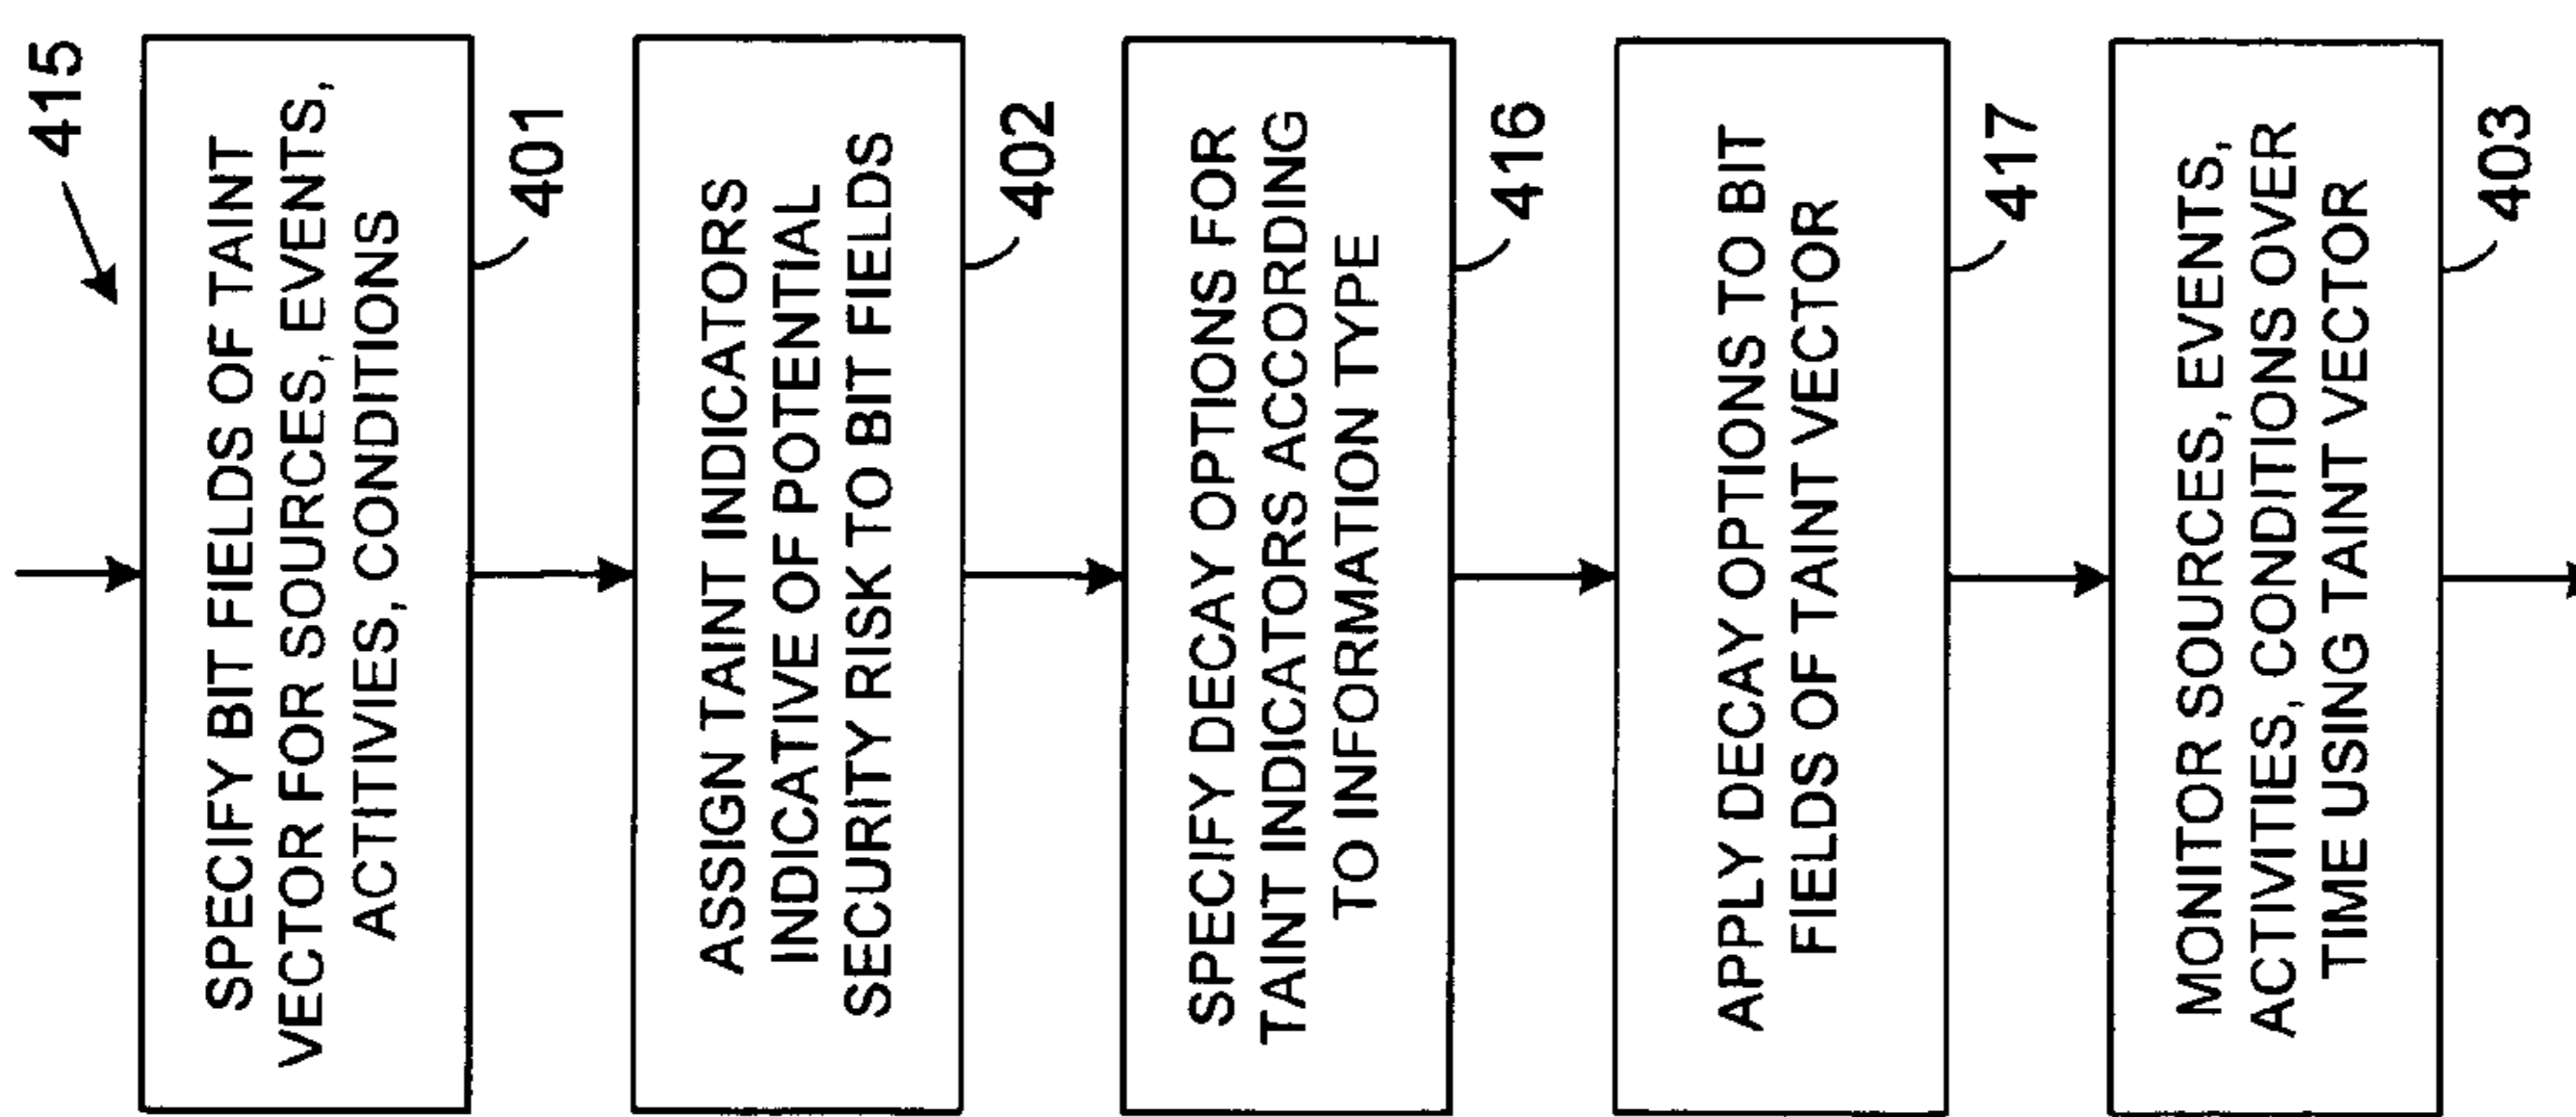 415
SPECIFY BIT FIELDS OF TAINT
VECTOR FOR SOURCES, EVENTS,
ACTITIVIES, CONDITIONS
401
ASSIGN TAINT INDICATORS
INDICATIVE OF POTENTIAL
SECURITY RISK TO BIT FIELDS
402
SPECIFY DECAY OPTIONS FOR
TAINT INDICATORS ACCORDING
TO INFORMATION TYPE
416
APPLY DECAY OPTIONS TO BIT
FIELDS OF TAINT VECTOR
417
MONITOR SOURCES, EVENTS,
ACTIVITIES, CONDITIONS OVER
TIME USING TAINT VECTOR
403